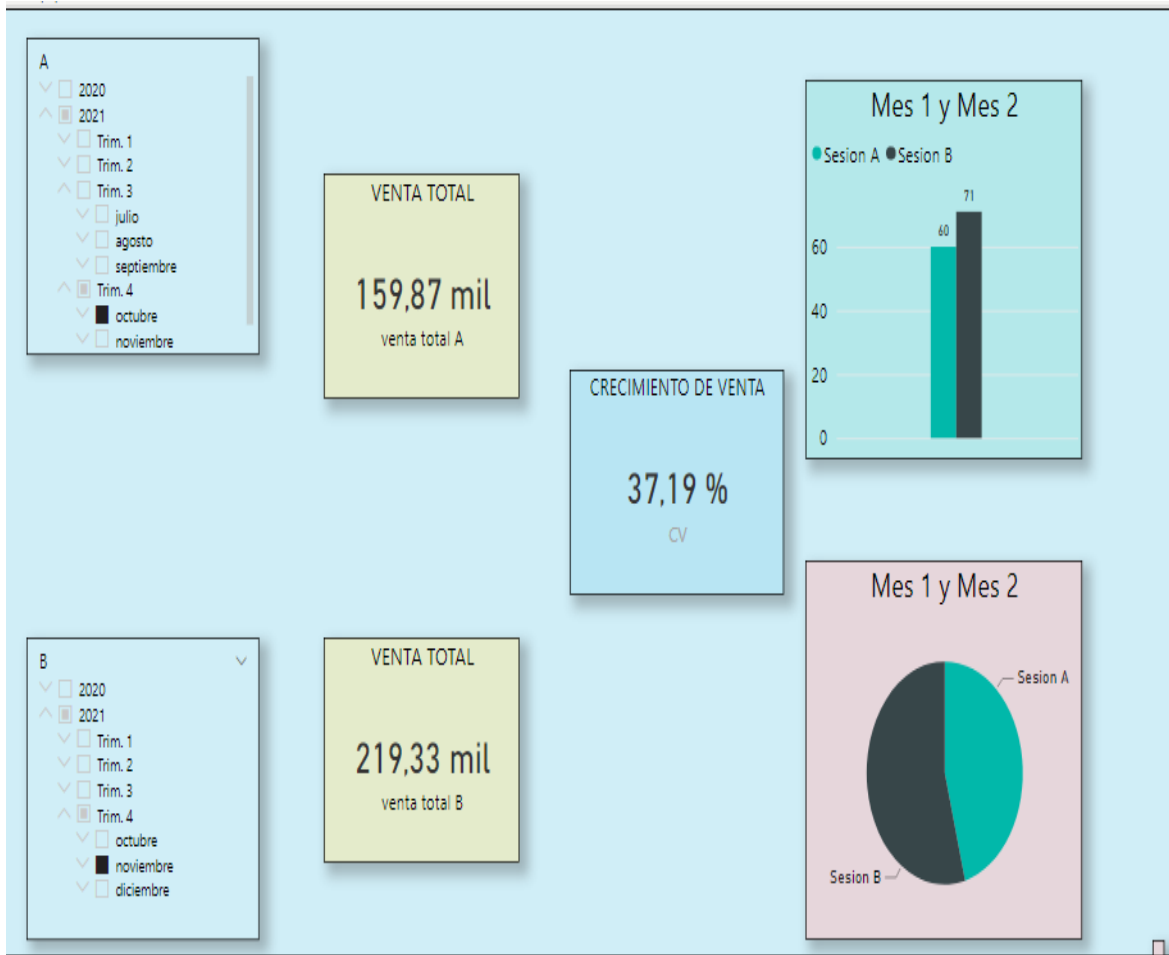 A
2020
2021
Trim. 1
Trim. 2
Trim. 3
julio
agosto
septiembre
Trim. 4
octubre
noviembre
VENTA TOTAL
159,87 mil
venta total A
CRECIMIENTO DE VENTA
37,19 %
CV
Mes 1 y Mes 2
Sesion A Sesion B
71
60
60
40
20
0
B
2020
2021
Trim. 1
Trim. 2
Trim. 3
Trim. 4
octubre
noviembre
diciembre
VENTA TOTAL
219,33 mil
venta total B
Mes 1 y Mes 2
Sesion A
Sesion B